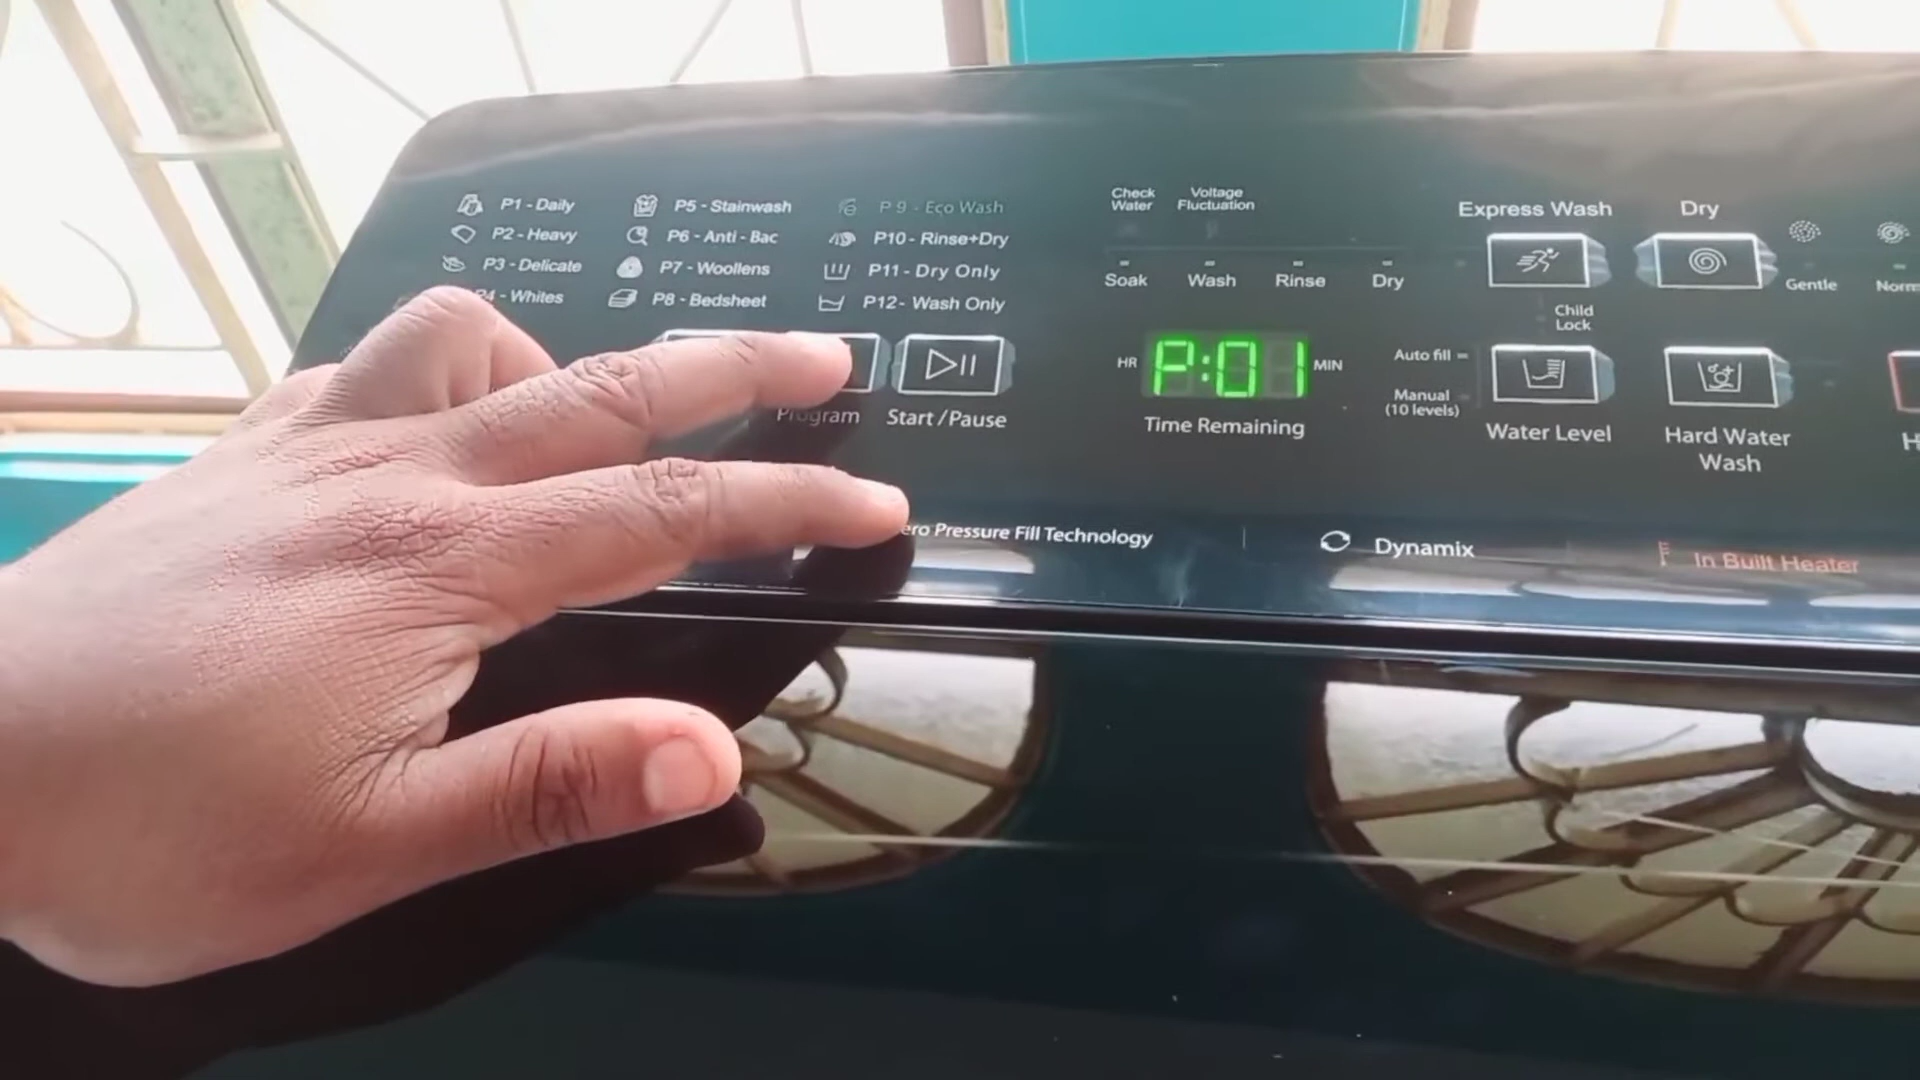 P1 - Daily
P2 - Heavy
P3 - Delicate
P4 - Whites
P5 - Stainwash
P6 - Anti - Bac
P7 - Woollens
P8 - Bedsheet
P 9 - Eco Wash
P10 - Rinse+Dry
P11 - Dry Only
P12- Wash Only
Program
Start /Pause
Check
Water
Voltage
Fluctuation
Soak Wash Rinse Dry
HR P:01 MIN
Time Remaining
Express Wash
Dry
Child
Lock
Auto fill
Manual
(10 levels)
Water Level
Hard Water
Wash
Gentle
Pressure Fill Technology
Dynamix
In Built Heater